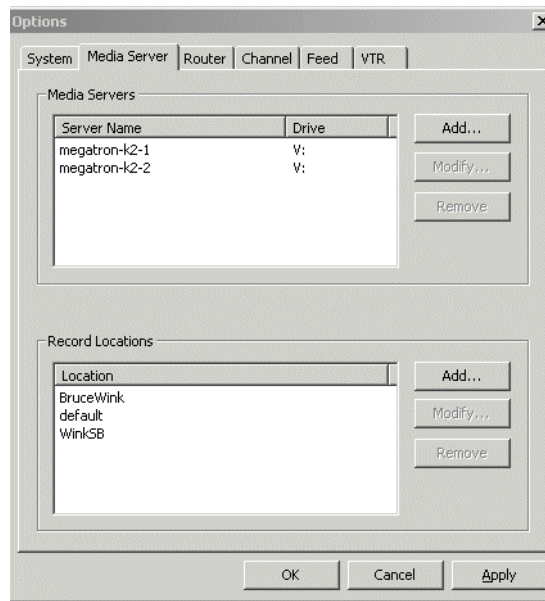 Options
System Media Server Router Channel Feed VTR
Media Servers
Server Name Drive
megatron-k2-1 V:
megatron-k2-2 V:
Add...
Modify...
Remove
Record Locations
Location
BruceWink
default
WinkSB
Add...
Modify...
Remove
OK Cancel Apply